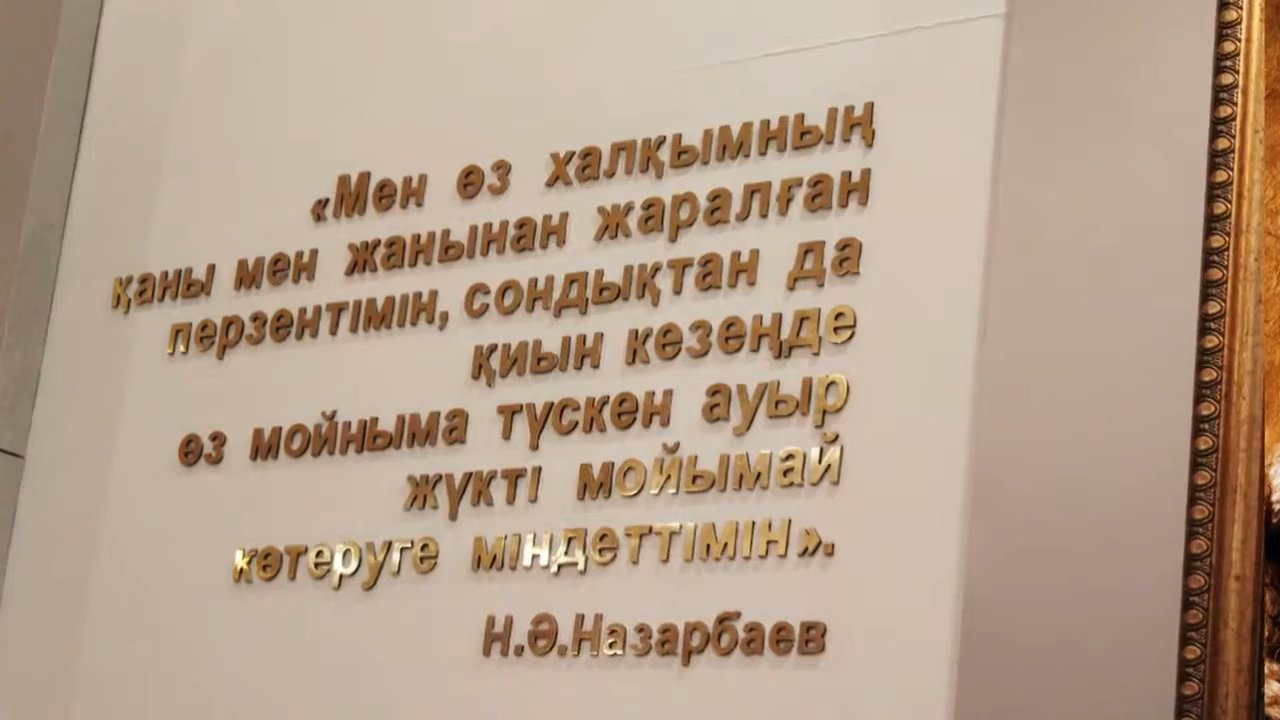 «Мен өз халқымның
қаны мен жанынан жаралған
перзентімін, сондықтан да
қиын кезеңде
өз мойныма түскен ауыр
жүкті мойымай
көтеруге міндеттімін».
Н.Ә.Назарбаев